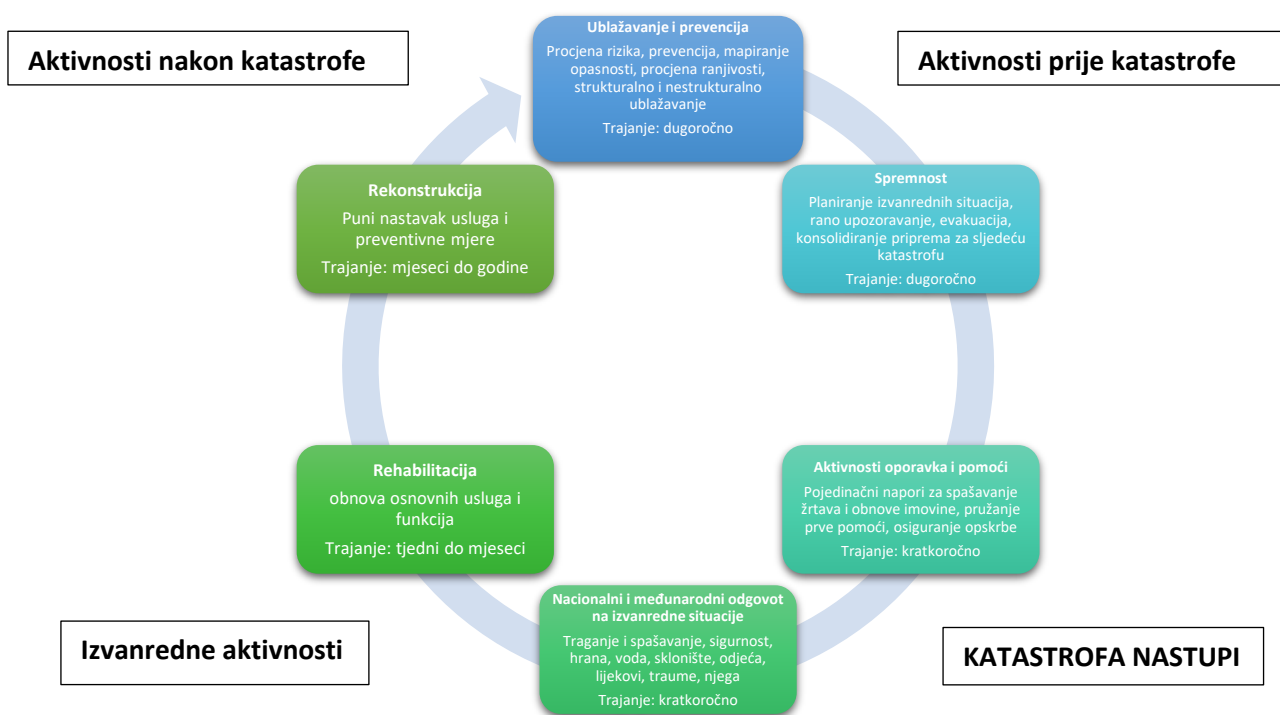 Aktivnosti nakon katastrofe
Aktivnosti prije katastrofe
Ublažavanje i prevencija
Procjena rizika, prevencija, mapiranje
opasnosti, procjena ranjivosti,
strukturalno i nestrukturalno
ublažavanje
Trajanje: dugoročno
Spremnost
Planiranje izvanrednih situacija,
rano upozoravanje, evakuacija,
konsolidiranje priprema za sljedeću
katastrofu
Trajanje: dugoročno
Aktivnosti oporavka i pomoći
Pojedinačni napori za spašavanje
žrtava i obnove imovine, pružanje
prve pomoći, osiguranje opskrbe
Trajanje: kratkoročno
KATASTROFA NASTUPI
Nacionalni i međunarodni odgovot
na izvanredne situacije
Traganje i spašavanje, sigurnost,
hrana, voda, sklonište, odjeća,
lijekovi, traume, njega
Trajanje: kratkoročno
Izvanredne aktivnosti
Rehabilitacija
obnova osnovnih usluga i
funkcija
Trajanje: tjedni do mjeseci
Rekonstrukcija
Puni nastavak usluga i
preventivne mjere
Trajanje: mjeseci do godine